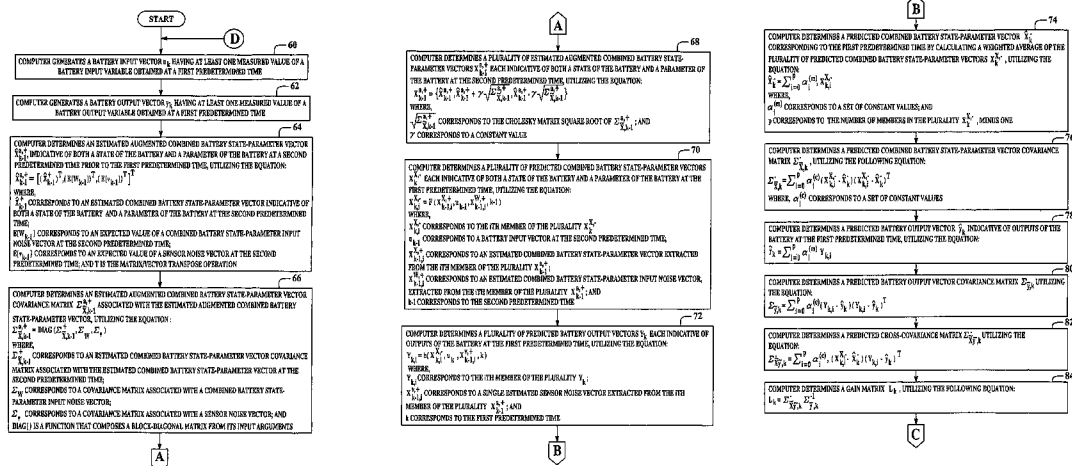 START
D
60
COMPUTER GENERATES A BATTERY INPUT VECTOR u_k HAVING AT LEAST ONE MEASURED VALUE OF A
BATTERY INPUT VARIABLE OBTAINED AT A FIRST PREDETERMINED TIME
62
COMPUTER GENERATES A BATTERY OUTPUT VECTOR y_k HAVING AT LEAST ONE MEASURED VALUE OF A
BATTERY OUTPUT VARIABLE OBTAINED AT A FIRST PREDETERMINED TIME
64
COMPUTER DETERMINES AN ESTIMATED AUGMENTED COMBINED BATTERY STATE-PARAMETER VECTOR
INDICATIVE OF BOTH A STATE OF THE BATTERY AND A PARAMETER OF THE BATTERY AT A SECOND
PREDETERMINED TIME PRIOR TO THE FIRST PREDETERMINED TIME, UTILIZING THE EQUATION:
WHERE,
CORRESPONDS TO AN ESTIMATED COMBINED BATTERY STATE-PARAMETER VECTOR INDICATIVE OF
BOTH A STATE OF THE BATTERY AND A PARAMETER OF THE BATTERY AT THE SECOND PREDETERMINED
TIME;
CORRESPONDS TO AN EXPECTED VALUE OF A COMBINED BATTERY STATE-PARAMETER INPUT
NOISE VECTOR AT THE SECOND PREDETERMINED TIME;
CORRESPONDS TO AN EXPECTED VALUE OF A SENSOR NOISE VECTOR AT THE SECOND
PREDETERMINED TIME; AND T IS THE MATRIX/VECTOR TRANSPOSE OPERATION
66
COMPUTER DETERMINES AN ESTIMATED AUGMENTED COMBINED BATTERY STATE-PARAMETER VECTOR
COVARIANCE MATRIX ASSOCIATED WITH THE ESTIMATED AUGMENTED COMBINED BATTERY
STATE-PARAMETER VECTOR, UTILIZING THE EQUATION :
WHERE,
CORRESPONDS TO AN ESTIMATED COMBINED BATTERY STATE-PARAMETER VECTOR COVARIANCE
MATRIX ASSOCIATED WITH THE ESTIMATED COMBINED BATTERY STATE-PARAMETER VECTOR AT THE
SECOND PREDETERMINED TIME;
Σ_W CORRESPONDS TO A COVARIANCE MATRIX ASSOCIATED WITH A COMBINED BATTERY STATE-
PARAMETER INPUT NOISE VECTOR;
Σ_v CORRESPONDS TO A COVARIANCE MATRIX ASSOCIATED WITH A SENSOR NOISE VECTOR; AND
DIAG() IS A FUNCTION THAT COMPOSES A BLOCK-DIAGONAL MATRIX FROM ITS INPUT ARGUMENTS
A
A
68
COMPUTER DETERMINES A PLURALITY OF ESTIMATED AUGMENTED COMBINED BATTERY STATE-
PARAMETER VECTORS EACH INDICATIVE OF BOTH A STATE OF THE BATTERY AND A PARAMETER OF
THE BATTERY AT THE SECOND PREDETERMINED TIME, UTILIZING THE EQUATION:
WHERE,
CORRESPONDS TO THE CHOLESKY MATRIX SQUARE ROOT OF ; AND
γ CORRESPONDS TO A CONSTANT VALUE
70
COMPUTER DETERMINES A PLURALITY OF PREDICTED COMBINED BATTERY STATE-PARAMETER VECTORS
EACH INDICATIVE OF BOTH A STATE OF THE BATTERY AND A PARAMETER OF THE BATTERY AT THE
FIRST PREDETERMINED TIME, UTILIZING THE EQUATION:
WHERE,
CORRESPONDS TO THE iTH MEMBER OF THE PLURALITY
CORRESPONDS TO A BATTERY INPUT VECTOR AT THE SECOND PREDETERMINED TIME;
CORRESPONDS TO AN ESTIMATED COMBINED BATTERY STATE-PARAMETER VECTOR EXTRACTED
FROM THE iTH MEMBER OF THE PLURALITY
CORRESPONDS TO AN ESTIMATED COMBINED BATTERY STATE-PARAMETER INPUT NOISE VECTOR,
EXTRACTED FROM THE iTH MEMBER OF THE PLURALITY ; AND
k-1 CORRESPONDS TO THE SECOND PREDETERMINED TIME
72
COMPUTER DETERMINES A PLURALITY OF PREDICTED BATTERY OUTPUT VECTORS Y_k EACH INDICATIVE OF
OUTPUTS OF THE BATTERY AT THE FIRST PREDETERMINED TIME, UTILIZING THE EQUATION:
WHERE,
Y_k,i CORRESPONDS TO THE iTH MEMBER OF THE PLURALITY Y_k;
CORRESPONDS TO A SINGLE ESTIMATED SENSOR NOISE VECTOR EXTRACTED FROM THE iTH
MEMBER OF THE PLURALITY ; AND
k CORRESPONDS TO THE FIRST PREDETERMINED TIME
B
B
74
COMPUTER DETERMINES A PREDICTED COMBINED BATTERY STATE-PARAMETER VECTOR
CORRESPONDING TO THE FIRST PREDETERMINED TIME BY CALCULATING A WEIGHTED AVERAGE OF THE
PLURALITY OF PREDICTED COMBINED BATTERY STATE-PARAMETER VECTORS , UTILIZING THE
EQUATION:
WHERE,
CORRESPONDS TO A SET OF CONSTANT VALUES; AND
p CORRESPONDS TO THE NUMBER OF MEMBERS IN THE PLURALITY , MINUS ONE
COMPUTER DETERMINES A PREDICTED COMBINED BATTERY STATE-PARAMETER VECTOR COVARIANCE
MATRIX , UTILIZING THE FOLLOWING EQUATION:
WHERE, CORRESPONDS TO A SET OF CONSTANT VALUES
78
COMPUTER DETERMINES A PREDICTED BATTERY OUTPUT VECTOR ŷ_k INDICATIVE OF OUTPUTS OF THE
BATTERY AT THE FIRST PREDETERMINED TIME, UTILIZING THE EQUATION:
80
COMPUTER DETERMINES A PREDICTED BATTERY OUTPUT VECTOR COVARIANCE MATRIX UTILIZING
THE EQUATION:
82
COMPUTER DETERMINES A PREDICTED CROSS-COVARIANCE MATRIX UTILIZING THE
EQUATION:
84
COMPUTER DETERMINES A GAIN MATRIX L_k , UTILIZING THE FOLLOWING EQUATION:
C